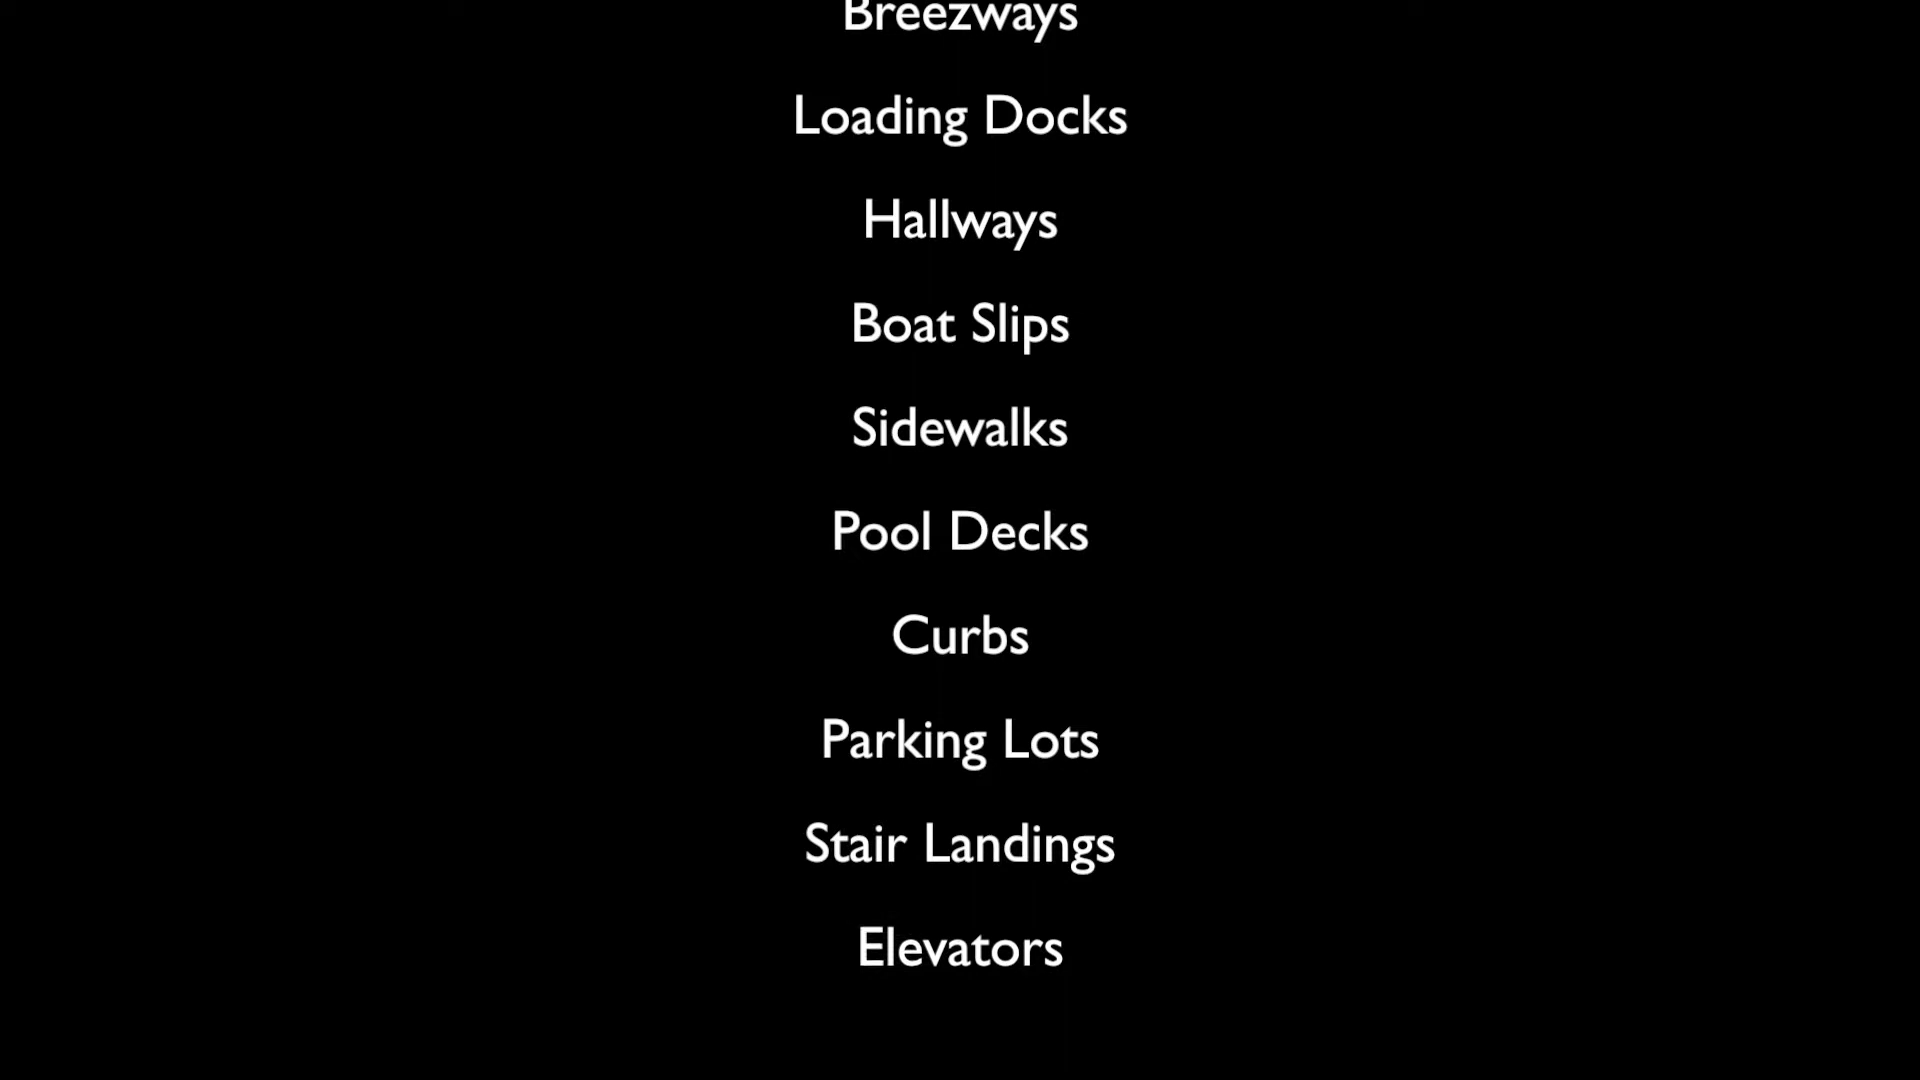 Breezways
Loading Docks
Hallways
Boat Slips
Sidewalks
Pool Decks
Curbs
Parking Lots
Stair Landings
Elevators